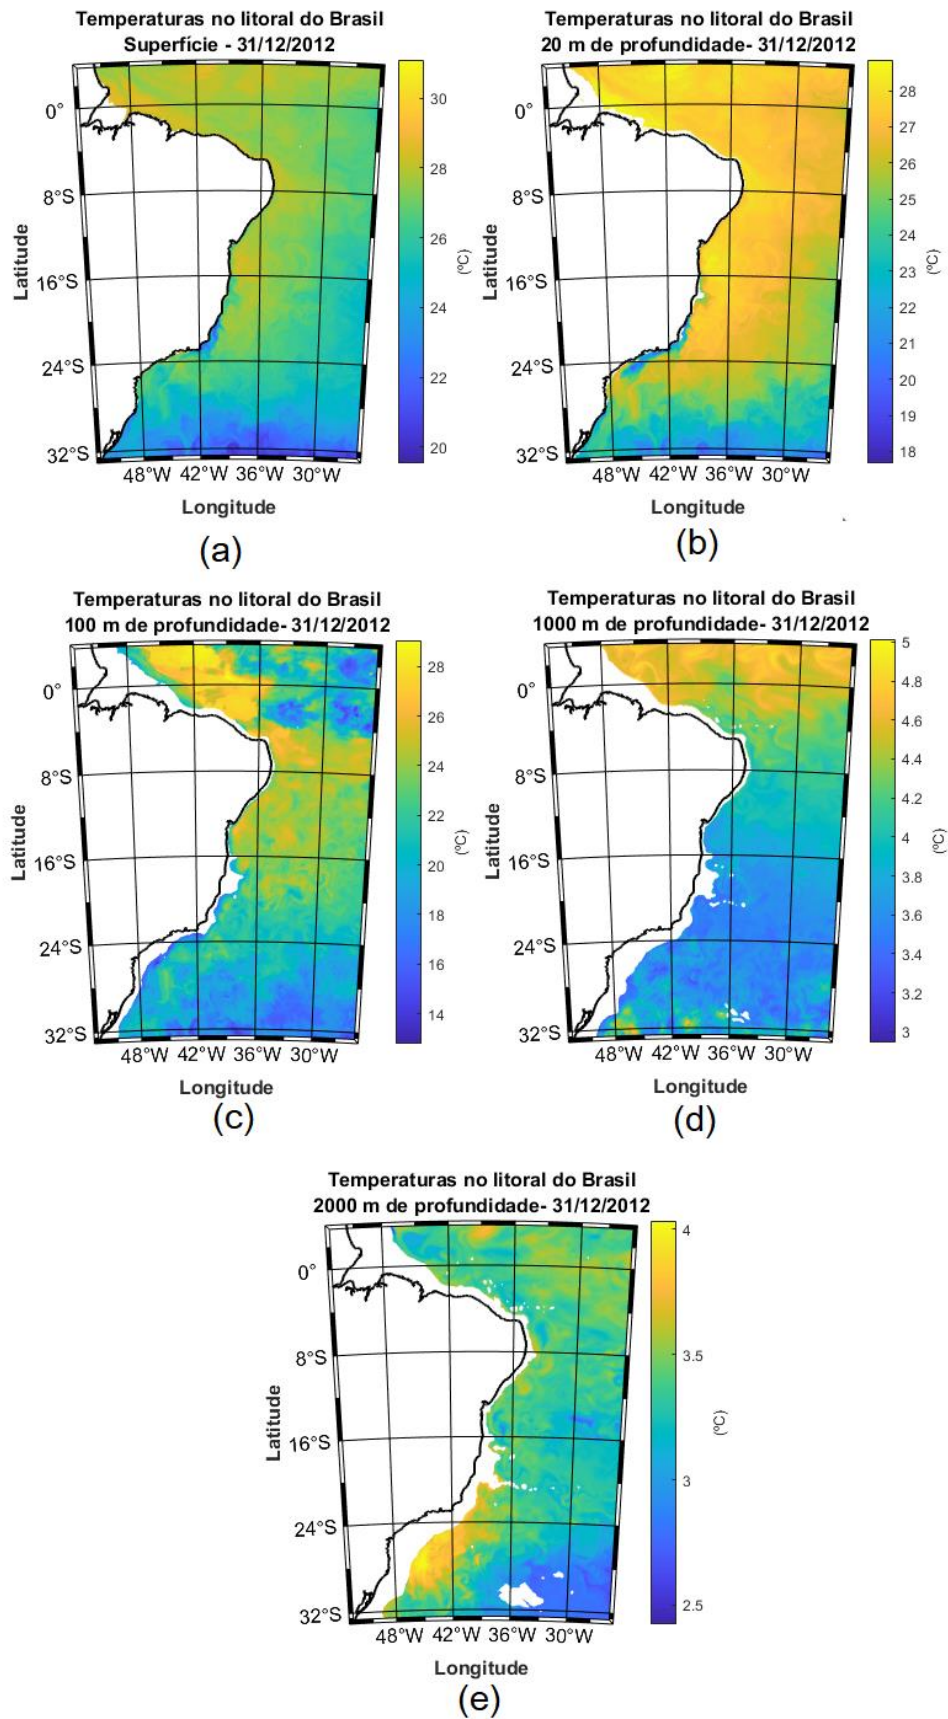 Temperaturas no litoral do Brasil
Superfície - 31/12/2012
0°
8°S
16°S
24°S
32°S
Latitude
48°W 42°W 36°W 30°W
Longitude
30
28
26
24
22
20
(ºC)
(a)
Temperaturas no litoral do Brasil
20 m de profundidade- 31/12/2012
0°
8°S
16°S
24°S
32°S
Latitude
48°W 42°W 36°W 30°W
Longitude
28
27
26
25
24
23
22
21
20
19
18
(ºC)
(b)
Temperaturas no litoral do Brasil
100 m de profundidade- 31/12/2012
0°
8°S
16°S
24°S
32°S
Latitude
48°W 42°W 36°W 30°W
Longitude
28
26
24
22
20
18
16
14
(ºC)
(c)
Temperaturas no litoral do Brasil
1000 m de profundidade- 31/12/2012
0°
8°S
16°S
24°S
32°S
Latitude
48°W 42°W 36°W 30°W
Longitude
5
4.8
4.6
4.4
4.2
4
3.8
3.6
3.4
3.2
3
(ºC)
(d)
Temperaturas no litoral do Brasil
2000 m de profundidade- 31/12/2012
0°
8°S
16°S
24°S
32°S
Latitude
48°W 42°W 36°W 30°W
Longitude
4
3.5
3
2.5
(ºC)
(e)